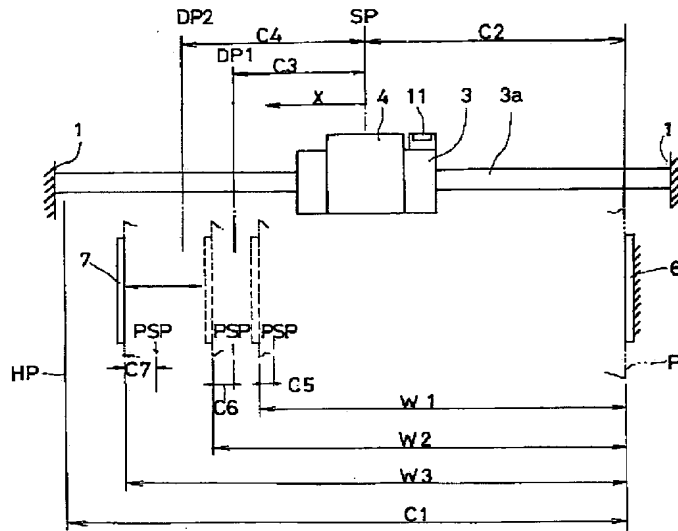 DP2 C4 SP C2
DP1 C3
X
1 4 11 3 3a 1
7 6
PSP PSP PSP
HP C7 C6 C5 P
W1
W2
W3
C1